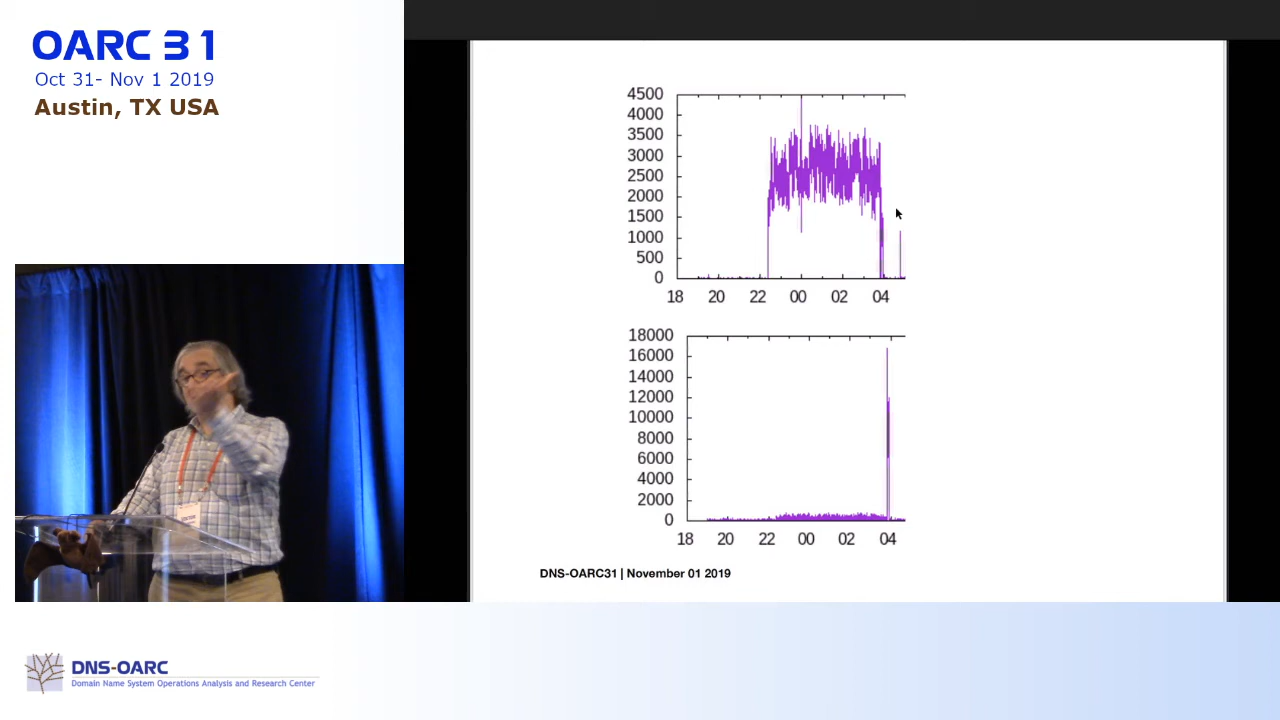 OARC 31
Oct 31- Nov 1 2019
Austin, TX USA
4500
4000
3500
3000
2500
2000
1500
1000
500
0
18 20 22 00 02 04
18000
16000
14000
12000
10000
8000
6000
4000
2000
0
18 20 22 00 02 04
DNS-OARC31 | November 01 2019
DNS-OARC
Domain Name System Operations Analysis and Research Center